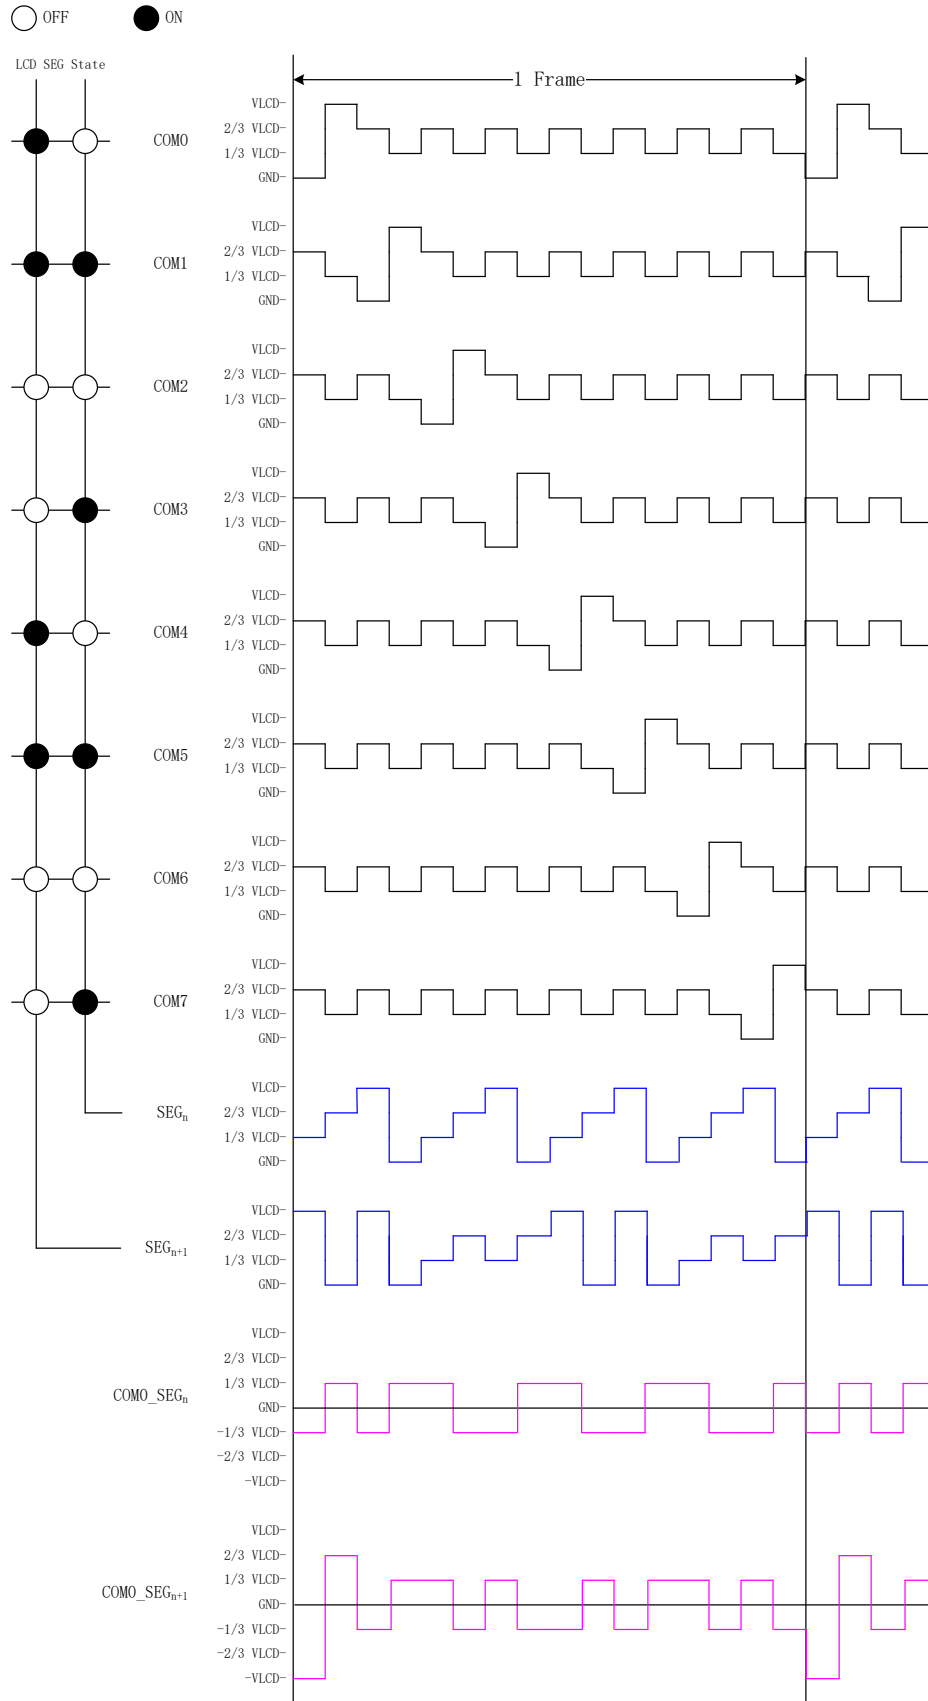 OFF ON
LCD SEG State
1 Frame
VLCD-
2/3 VLCD-
COM0
1/3 VLCD-
GND-
VLCD-
2/3 VLCD-
COM1
1/3 VLCD-
GND-
VLCD-
2/3 VLCD-
COM2
1/3 VLCD-
GND-
VLCD-
2/3 VLCD-
COM3
1/3 VLCD-
GND-
VLCD-
2/3 VLCD-
COM4
1/3 VLCD-
GND-
VLCD-
2/3 VLCD-
COM5
1/3 VLCD-
GND-
VLCD-
2/3 VLCD-
COM6
1/3 VLCD-
GND-
VLCD-
2/3 VLCD-
COM7
1/3 VLCD-
GND-
VLCD-
SEGn 2/3 VLCD-
1/3 VLCD-
GND-
VLCD-
2/3 VLCD-
SEGn+1
1/3 VLCD-
GND-
VLCD-
2/3 VLCD-
1/3 VLCD-
COM0_SEGn
GND-
-1/3 VLCD-
-2/3 VLCD-
-VLCD-
VLCD-
2/3 VLCD-
1/3 VLCD-
COM0_SEGn+1
GND-
-1/3 VLCD-
-2/3 VLCD-
-VLCD-